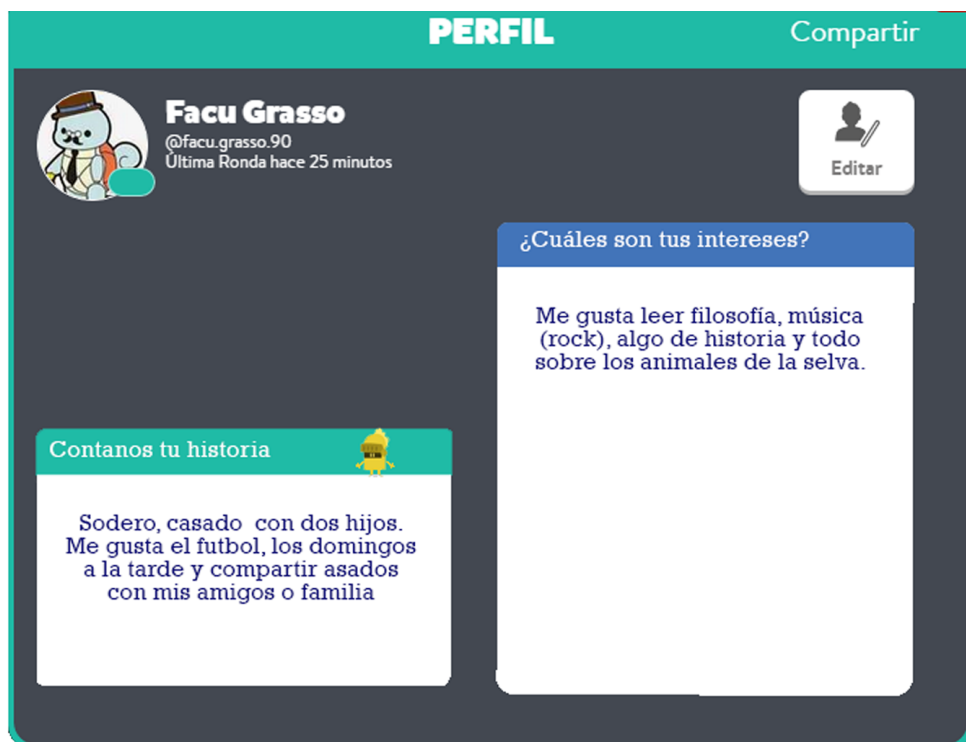 PERFIL
Compartir
Facu Grasso
@facu.grasso.90
Última Ronda hace 25 minutos
Editar
¿Cuáles son tus intereses?
Me gusta leer filosofía, música
(rock), algo de historia y todo
sobre los animales de la selva.
Contanos tu historia
Sodero, casado con dos hijos.
Me gusta el futbol, los domingos
a la tarde y compartir asados
con mis amigos o familia